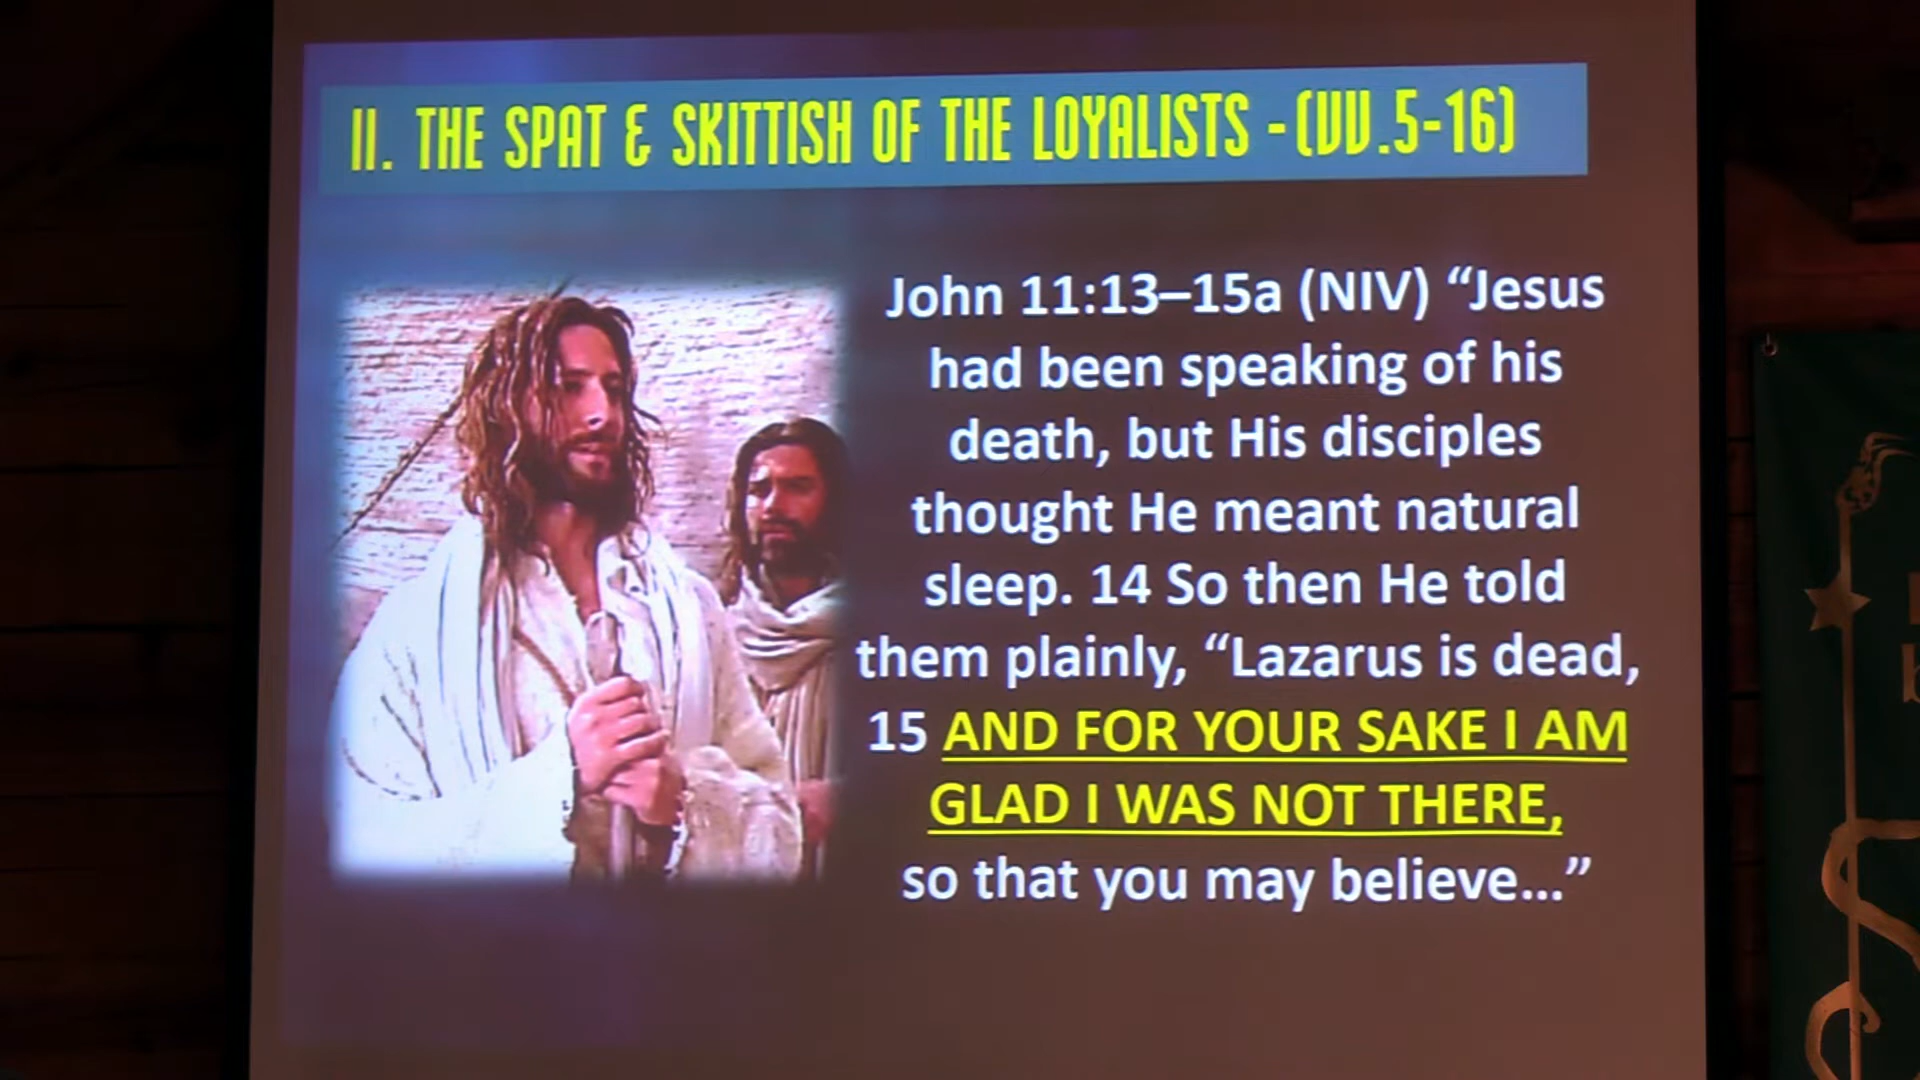 II. THE SPAT & SKITTISH OF THE LOYALISTS - (VV.5-16)
John 11:13–15a (NIV) “Jesus
had been speaking of his
death, but His disciples
thought He meant natural
sleep. 14 So then He told
them plainly, “Lazarus is dead,
15 AND FOR YOUR SAKE I AM
GLAD I WAS NOT THERE,
so that you may believe...”